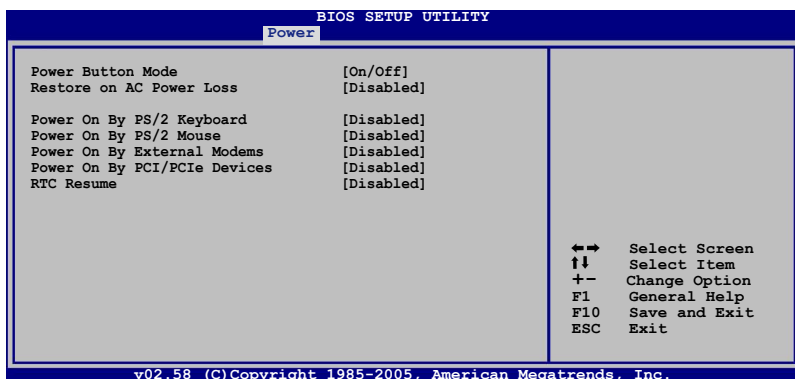 BIOS SETUP UTILITY
Power
Power Button Mode [On/Off]
Restore on AC Power Loss [Disabled]
Power On By PS/2 Keyboard [Disabled]
Power On By PS/2 Mouse [Disabled]
Power On By External Modems [Disabled]
Power On By PCI/PCIe Devices [Disabled]
RTC Resume [Disabled]
←→ Select Screen
↑↓ Select Item
+- Change Option
F1 General Help
F10 Save and Exit
ESC Exit
v02.58 (C)Copyright 1985-2005, American Megatrends, Inc.